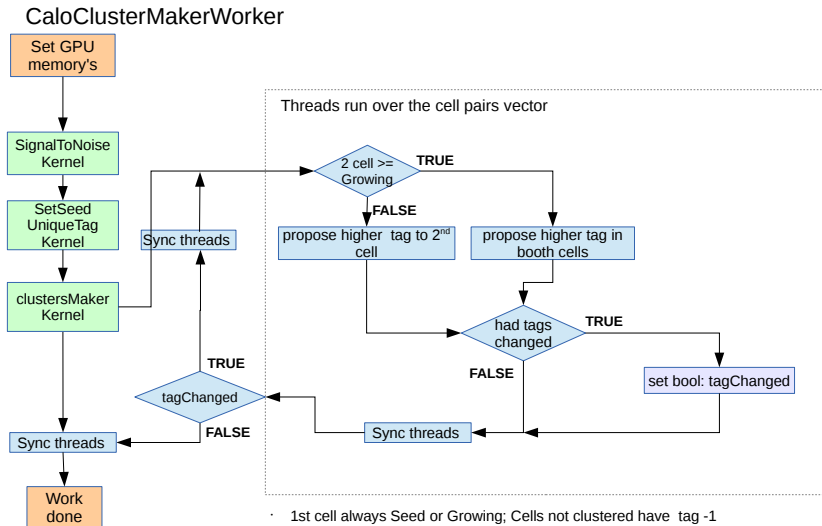 CaloClusterMakerWorker
Set GPU
memory's
SignalToNoise
Kernel
SetSeed
UniqueTag
Kernel
clustersMaker
Kernel
Sync threads
Work
done
Sync threads
TRUE
tagChanged
FALSE
Threads run over the cell pairs vector
2 cell >=
Growing
TRUE
FALSE
propose higher tag to 2nd
cell
propose higher tag in
booth cells
had tags
changed
TRUE
FALSE
set bool: tagChanged
Sync threads
· 1st cell always Seed or Growing; Cells not clustered have tag -1